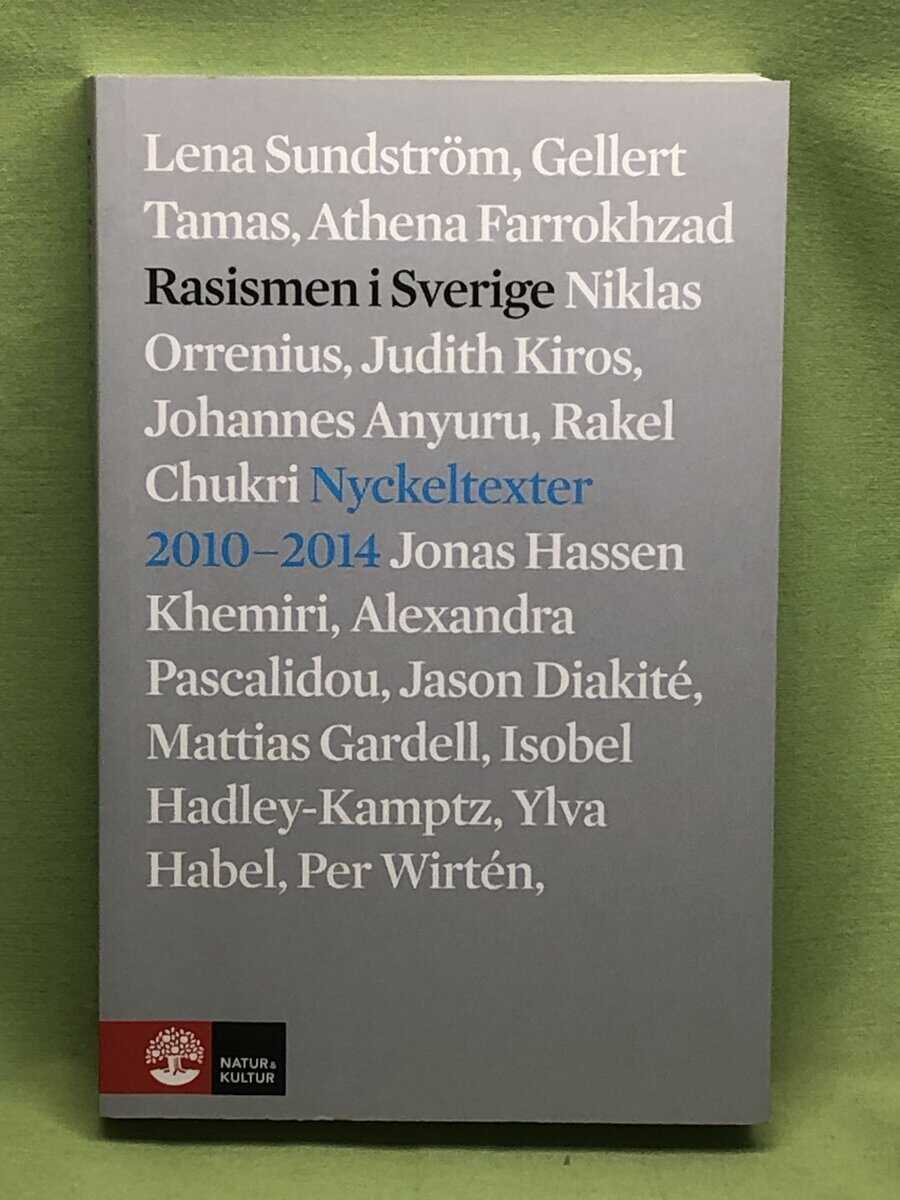 Lena Sundström, Gellert
Tamas, Athena Farrokhzad
Rasismen i Sverige Niklas
Orrenius, Judith Kiros,
Johannes Anyuru, Rakel
Chukri Nyckeltexter
2010–2014 Jonas Hassen
Khemiri, Alexandra
Pascalidou, Jason Diakité,
Mattias Gardell, Isobel
Hadley-Kamptz, Ylva
Habel, Per Wirtén,
NATUR &
KULTUR